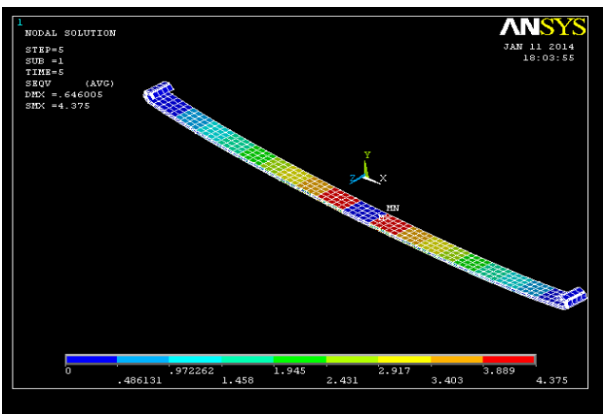 1
NODAL SOLUTION
STEP=5
SUB =1
TIME=5
SEQV (AVG)
DMX =.646005
SMX =4.375
ANSYS
JAN 11 2014
18:03:55
Y
Z X
MN
MX
0 .972262 1.945 2.917 3.889
.486131 1.458 2.431 3.403 4.375